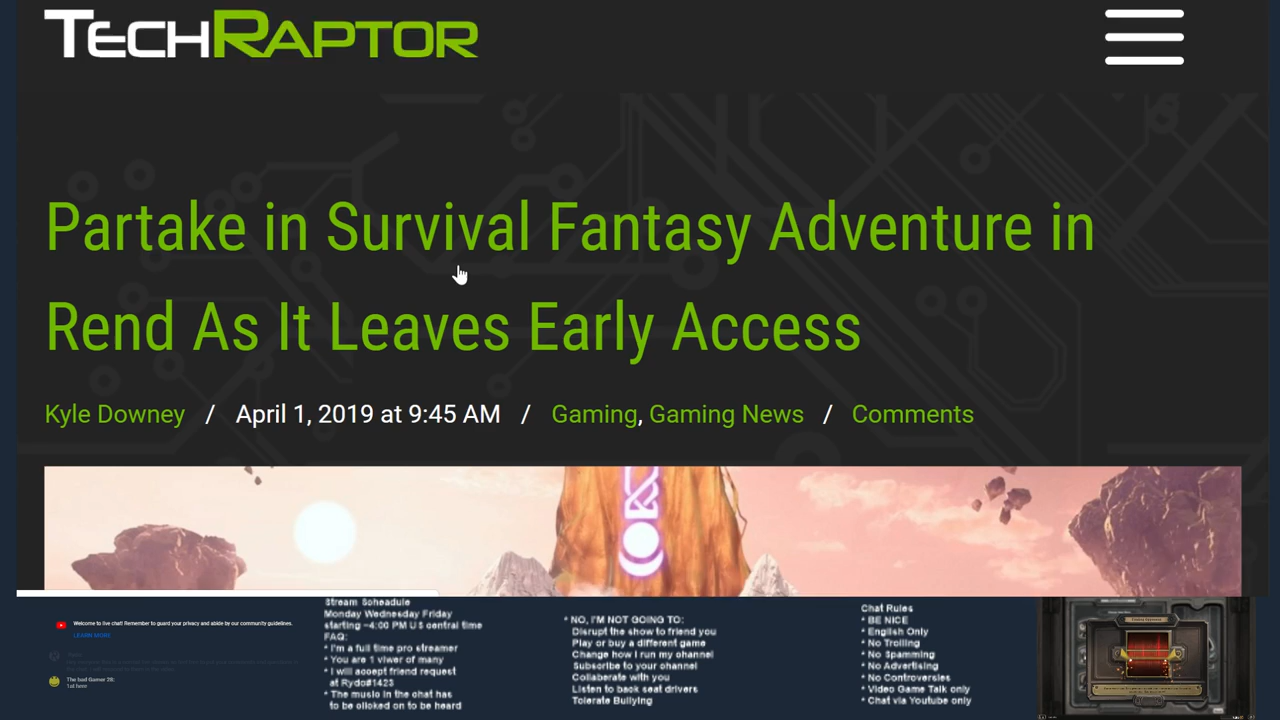 TECHRAPTOR
Partake in Survival Fantasy Adventure in
Rend As It Leaves Early Access
Kyle Downey / April 1, 2019 at 9:45 AM / Gaming, Gaming News / Comments
Welcome to live chat! Remember to guard your privacy and abide by our community guidelines.
LEARN MORE
The bad Gamer 28:
1st here
Stream Scheadule
Monday Wednesday Friday
starting ~4:00 PM US central time
FAQ:
* I'm a full time pro streamer
* You are 1 viwer of many
* I will accept friend request
at Rydo#1423
* The music in the chat has
to be clicked on to be heard
* NO, I'M NOT GOING TO:
Disrupt the show to friend you
Play or buy a different game
Change how I run my channel
Subscribe to your channel
Collaborate with you
Listen to back seat drivers
Tolerate Bullying
Chat Rules
* BE NICE
* English Only
* No Trolling
* No Spamming
* No Advertising
* No Controversies
* Video Game Talk only
* Chat via Youtube only